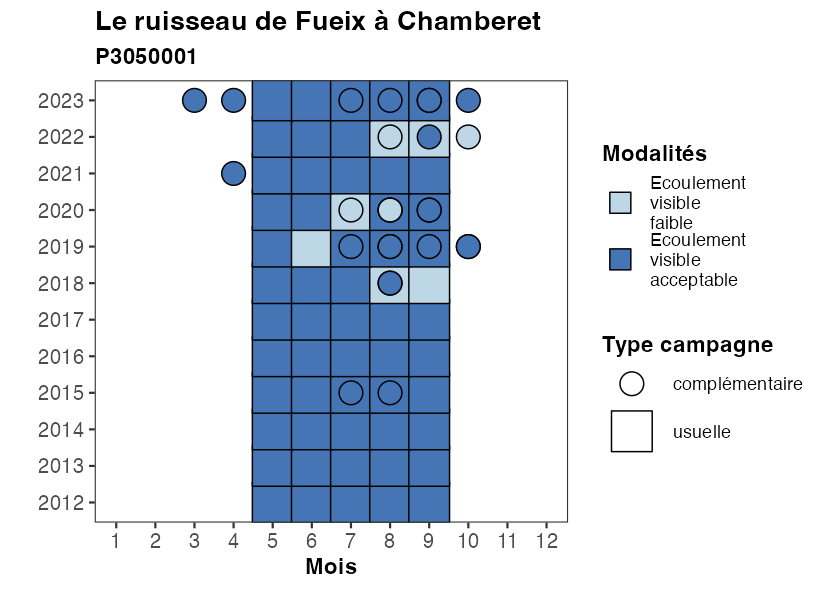 Le ruisseau de Fueix à Chamberet
P3050001
2023
2022
2021
2020
2019
2018
2017
2016
2015
2014
2013
2012
1 2 3 4 5 6 7 8 9 10 11 12
Mois
Modalités
Ecoulement
visible
faible
Ecoulement
visible
acceptable
Type campagne
complémentaire
usuelle